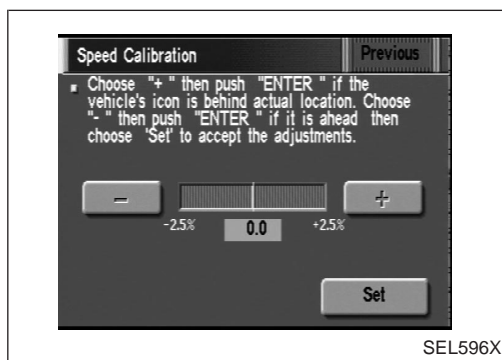 Speed Calibration
Previous
Choose "+ " then push "ENTER " if the
vehicle's icon is behind actual location. Choose
"- " then push "ENTER " if it is ahead then
choose 'Set' to accept the adjustments.
- +
-2.5% 0.0 +2.5%
Set
SEL596X